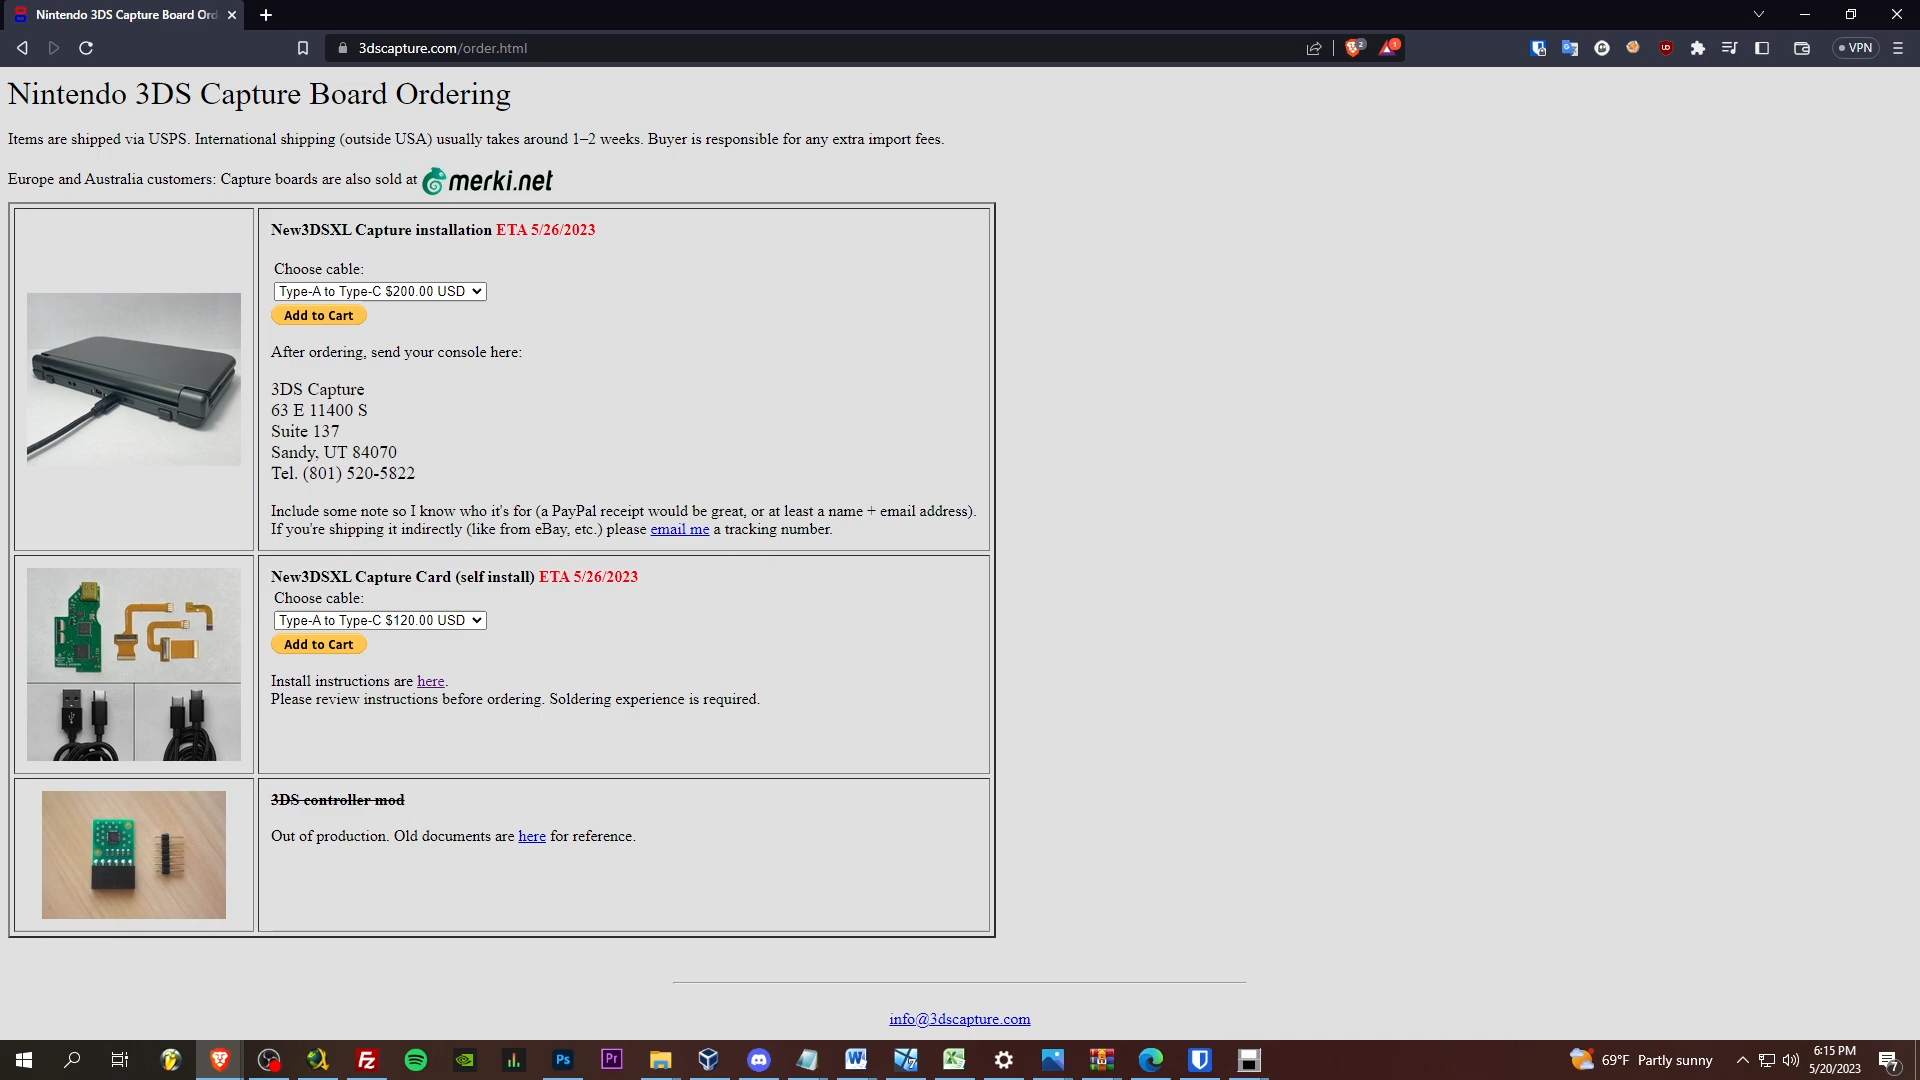 Nintendo 3DS Capture Board Ord
3dscapture.com/order.html
2
1
VPN
Nintendo 3DS Capture Board Ordering
Items are shipped via USPS. International shipping (outside USA) usually takes around 1–2 weeks. Buyer is responsible for any extra import fees.
Europe and Australia customers: Capture boards are also sold at merki.net
New3DSXL Capture installation ETA 5/26/2023
Choose cable:
Type-A to Type-C $200.00 USD
Add to Cart
After ordering, send your console here:
3DS Capture
63 E 11400 S
Suite 137
Sandy, UT 84070
Tel. (801) 520-5822
Include some note so I know who it's for (a PayPal receipt would be great, or at least a name + email address).
If you're shipping it indirectly (like from eBay, etc.) please email me a tracking number.
New3DSXL Capture Card (self install) ETA 5/26/2023
Choose cable:
Type-A to Type-C $120.00 USD
Add to Cart
Install instructions are here.
Please review instructions before ordering. Soldering experience is required.
3DS controller mod
Out of production. Old documents are here for reference.
info@3dscapture.com
Fz
Ps
Pr
69°F Partly sunny
6:15 PM
5/20/2023
7